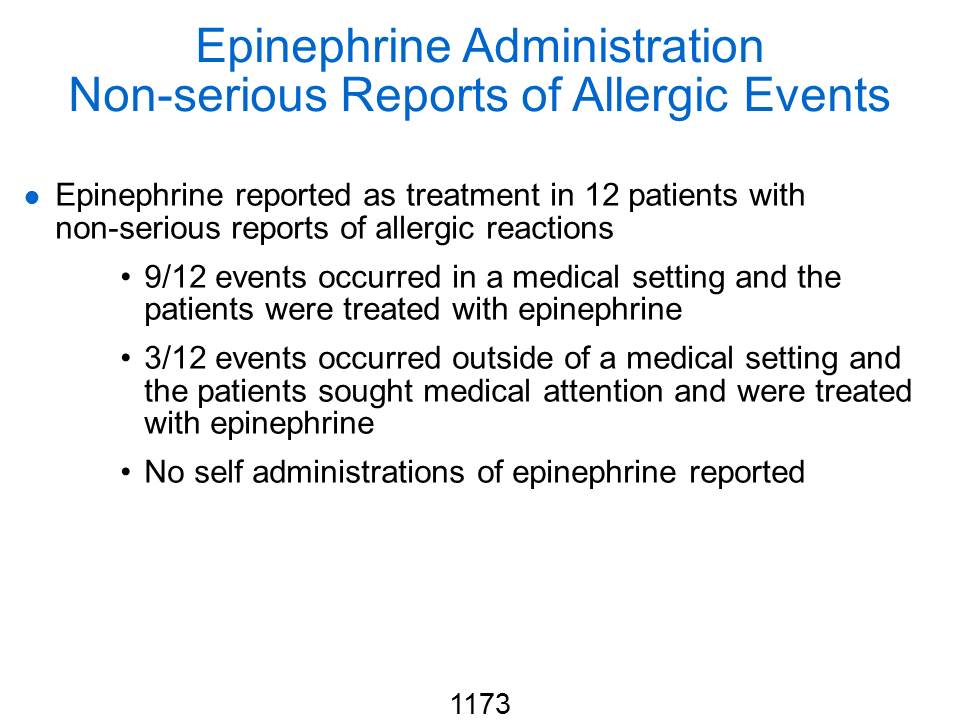 Epinephrine Administration
Non-serious Reports of Allergic Events
● Epinephrine reported as treatment in 12 patients with
non-serious reports of allergic reactions
• 9/12 events occurred in a medical setting and the
patients were treated with epinephrine
• 3/12 events occurred outside of a medical setting and
the patients sought medical attention and were treated
with epinephrine
• No self administrations of epinephrine reported
1173